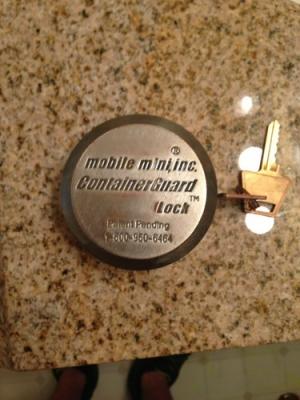 mobile mini, inc.®
ContainerGuard
Lock™
Patent Pending
1-800-950-6464